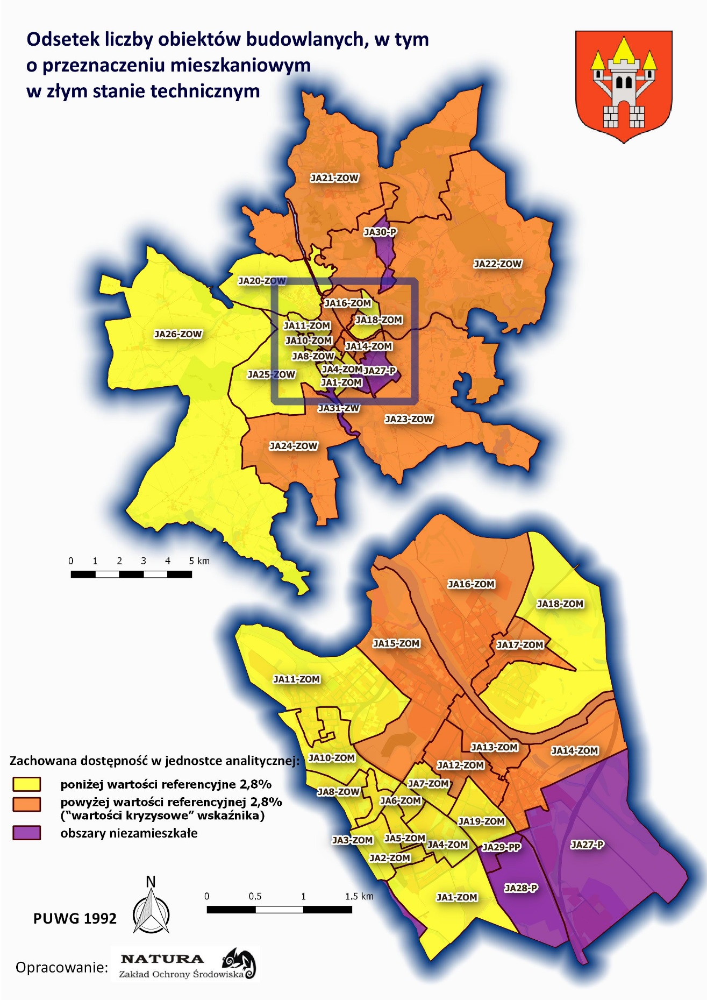 Odsetek liczby obiektów budowlanych, w tym
o przeznaczeniu mieszkaniowym
w złym stanie technicznym
JA21-ZOW
JA30-P
JA22-ZOW
JA20-ZOW
JA16-ZOM
JA18-ZOM
JA11-ZOM
JA26-ZOW
JA10-ZOM
JA14-ZOM
JA8-ZOW
JA4-ZOM
JA27-P
JA25-ZOW
JA1-ZOM
JA31-ZW
JA23-ZOW
JA24-ZOW
0 1 2 3 4 5 km
JA16-ZOM
JA18-ZOM
JA15-ZOM
JA17-ZOM
JA11-ZOM
JA13-ZOM
JA14-ZOM
JA10-ZOM
JA12-ZOM
JA7-ZOM
JA8-ZOW
JA6-ZOM
JA19-ZOM
JA3-ZOM
JA5-ZOM
JA4-ZOM
JA29-PP
JA27-P
JA2-ZOM
JA28-P
JA1-ZOM
Zachowana dostępność w jednostce analitycznej:
poniżej wartości referencyjne 2,8%
powyżej wartości referencyjnej 2,8%
("wartości kryzysowe" wskaźnika)
obszary niezamieszkałe
N
0 0.5 1 1.5 km
PUWG 1992
Opracowanie:
NATURA
Zakład Ochrony Środowiska